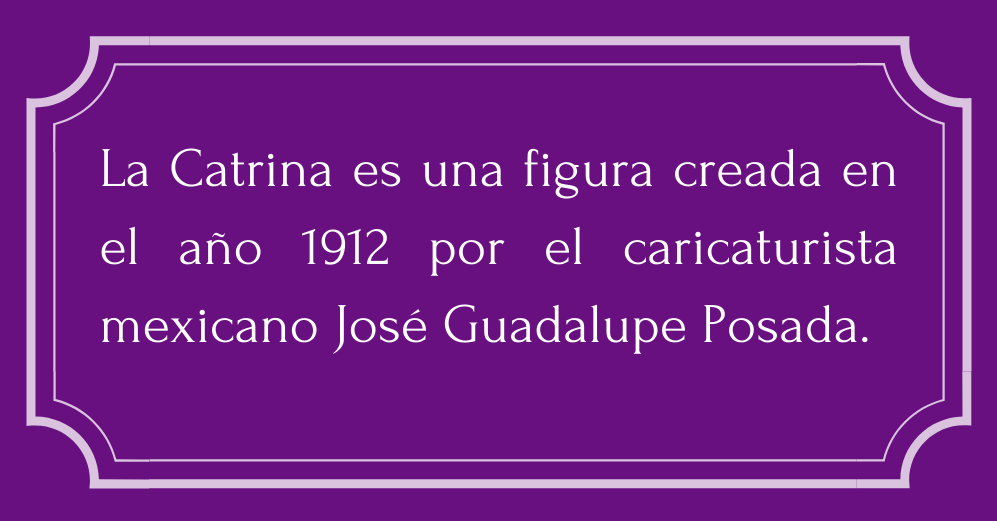 La Catrina es una figura creada en
el año 1912 por el caricaturista
mexicano José Guadalupe Posada.